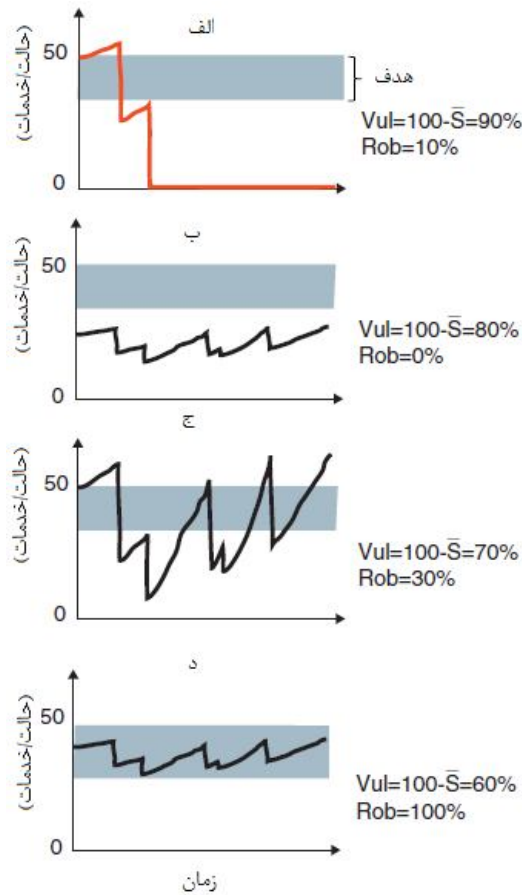 الف
(حالت/خدمات)
50
0
هدف
Vul=100-S̅=90%
Rob=10%
ب
(حالت/خدمات)
50
0
Vul=100-S̅=80%
Rob=0%
ج
(حالت/خدمات)
50
0
Vul=100-S̅=70%
Rob=30%
د
(حالت/خدمات)
50
0
Vul=100-S̅=60%
Rob=100%
زمان